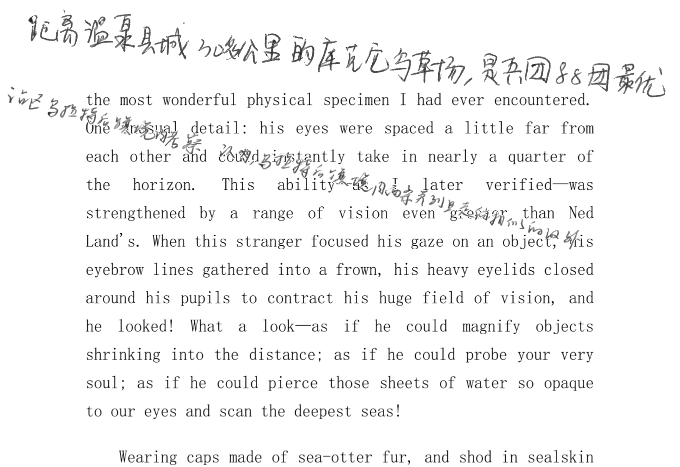 距离温泉县城30多公里的库克它乌草场，是兵团88团最优
the most wonderful physical specimen I had ever encountered.
One unusual detail: his eyes were spaced a little far from
each other and could instantly take in nearly a quarter of
the horizon. This ability as I later verified—was
strengthened by a range of vision even greater than Ned
Land's. When this stranger focused his gaze on an object, his
eyebrow lines gathered into a frown, his heavy eyelids closed
around his pupils to contract his huge field of vision, and
he looked! What a look—as if he could magnify objects
shrinking into the distance; as if he could probe your very
soul; as if he could pierce those sheets of water so opaque
to our eyes and scan the deepest seas!
Wearing caps made of sea-otter fur, and shod in sealskin